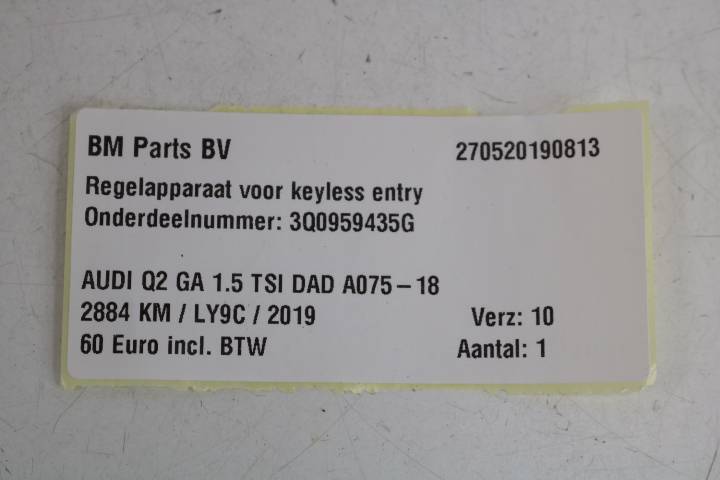 BM Parts BV 270520190813
Regelapparaat voor keyless entry
Onderdeelnummer: 3Q0959435G
AUDI Q2 GA 1.5 TSI DAD A075-18
2884 KM / LY9C / 2019 Verz: 10
60 Euro incl. BTW Aantal: 1